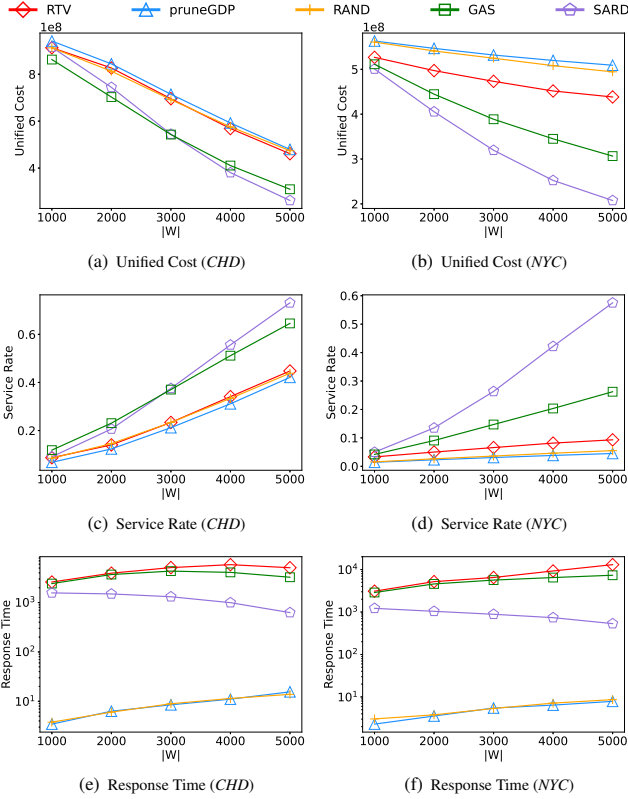 RTV pruneGDP RAND GAS SARD
1e8
8
6
4
Unified Cost
1000 2000 3000 4000 5000
|W|
(a) Unified Cost (CHD)
1e8
5
4
3
2
Unified Cost
1000 2000 3000 4000 5000
|W|
(b) Unified Cost (NYC)
0.6
0.4
0.2
Service Rate
1000 2000 3000 4000 5000
|W|
(c) Service Rate (CHD)
0.6
0.5
0.4
0.3
0.2
0.1
0.0
Service Rate
1000 2000 3000 4000 5000
|W|
(d) Service Rate (NYC)
10³
10¹
Response Time
1000 2000 3000 4000 5000
|W|
(e) Response Time (CHD)
10⁴
10³
10²
10¹
Response Time
1000 2000 3000 4000 5000
|W|
(f) Response Time (NYC)